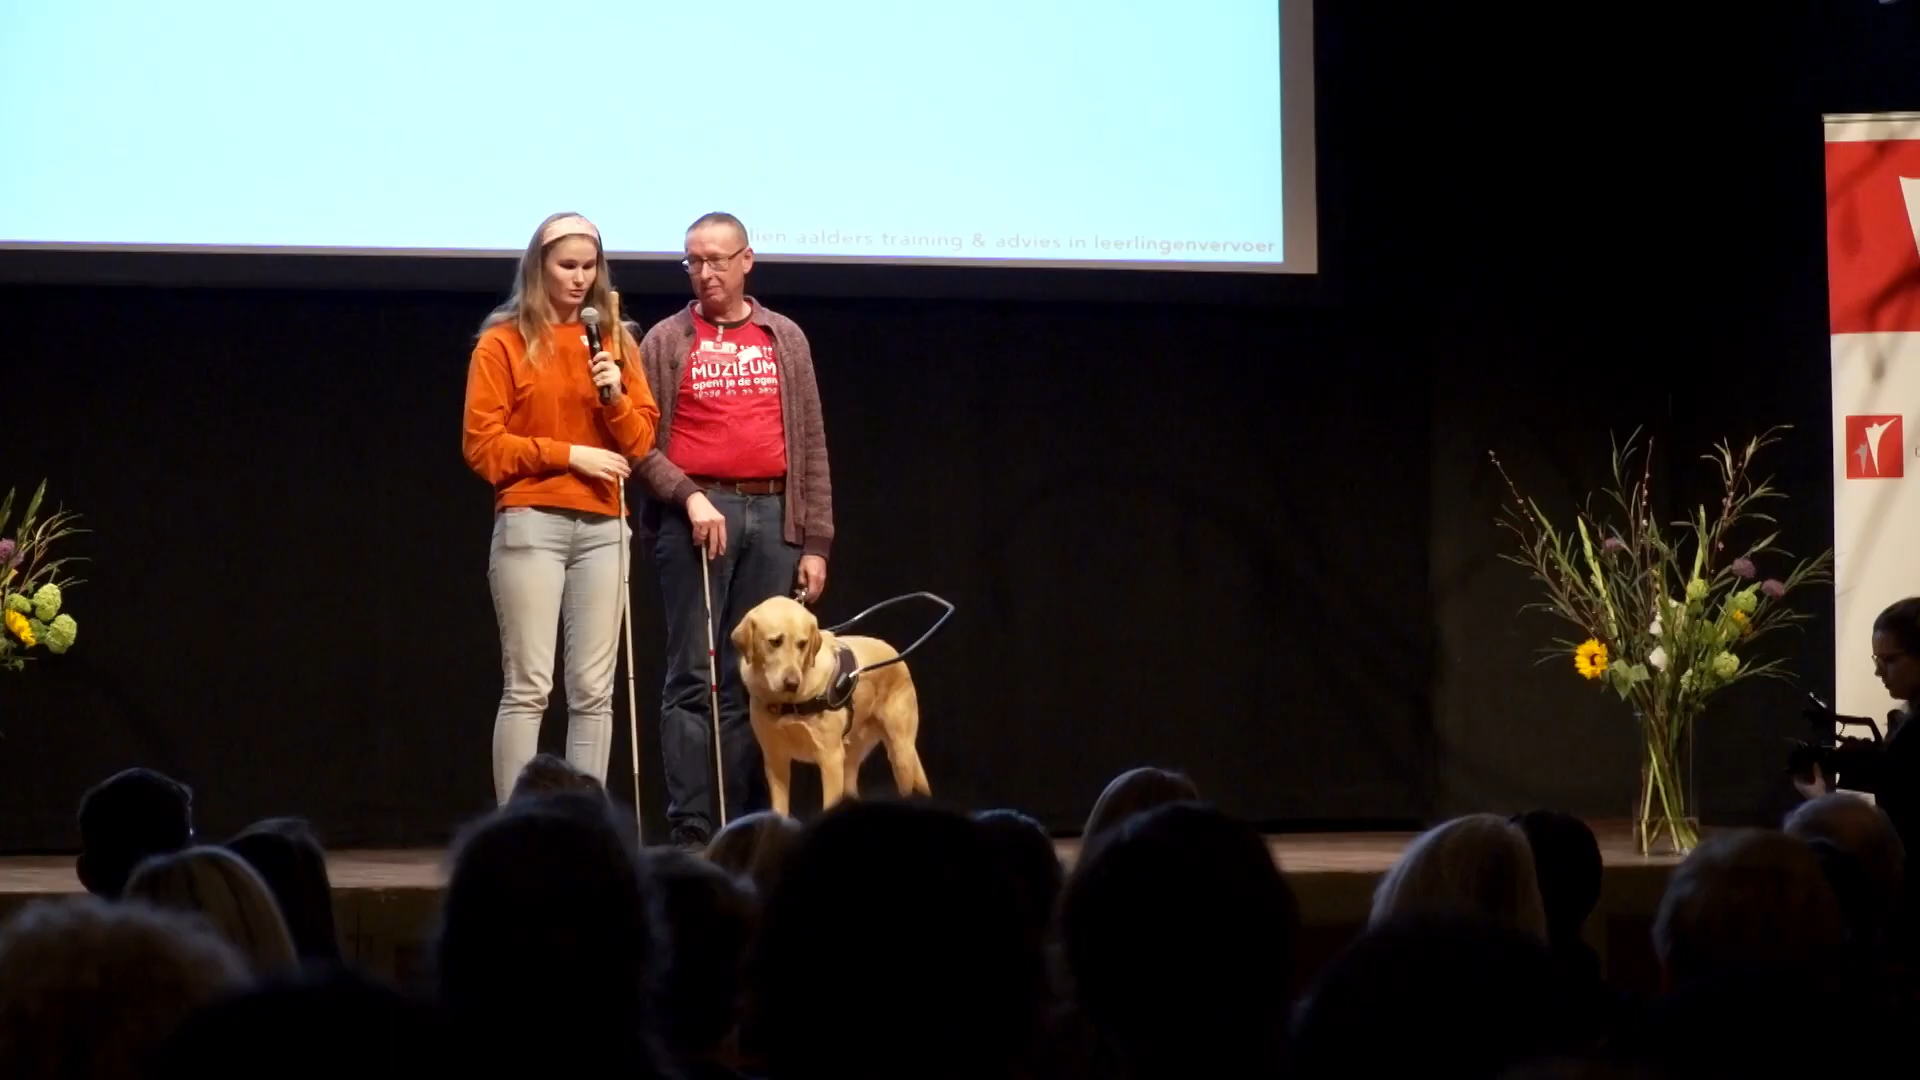 lien aalders training & advies in leerlingenvervoer
MUZIEUM
opent je de ogen